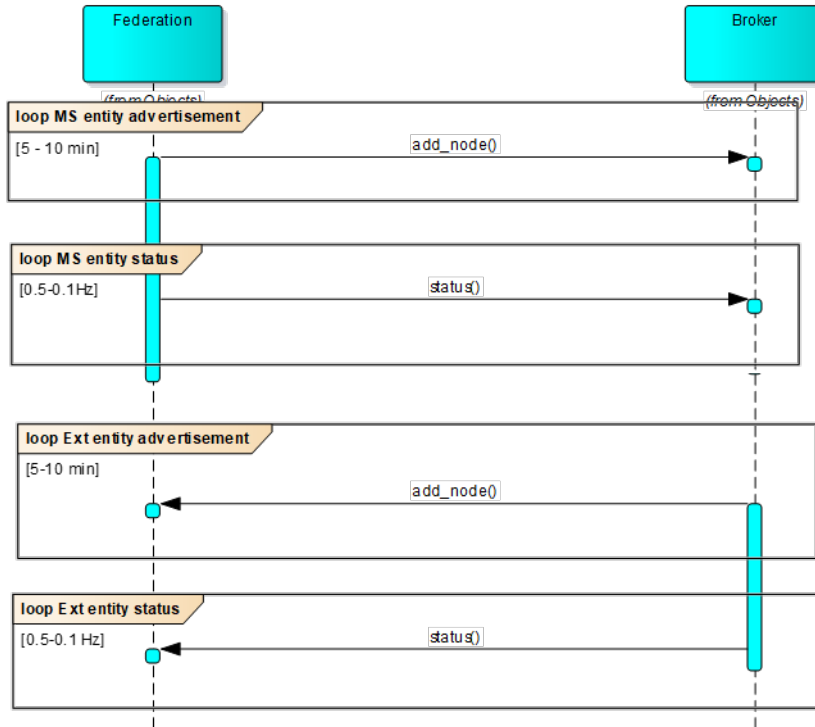 Federation
Broker
(from Objects)
(from Objects)
loop MS entity advertisement
[5 - 10 min]
add_node()
loop MS entity status
[0.5-0.1Hz]
status()
loop Ext entity advertisement
[5-10 min]
add_node()
loop Ext entity status
[0.5-0.1 Hz]
status()